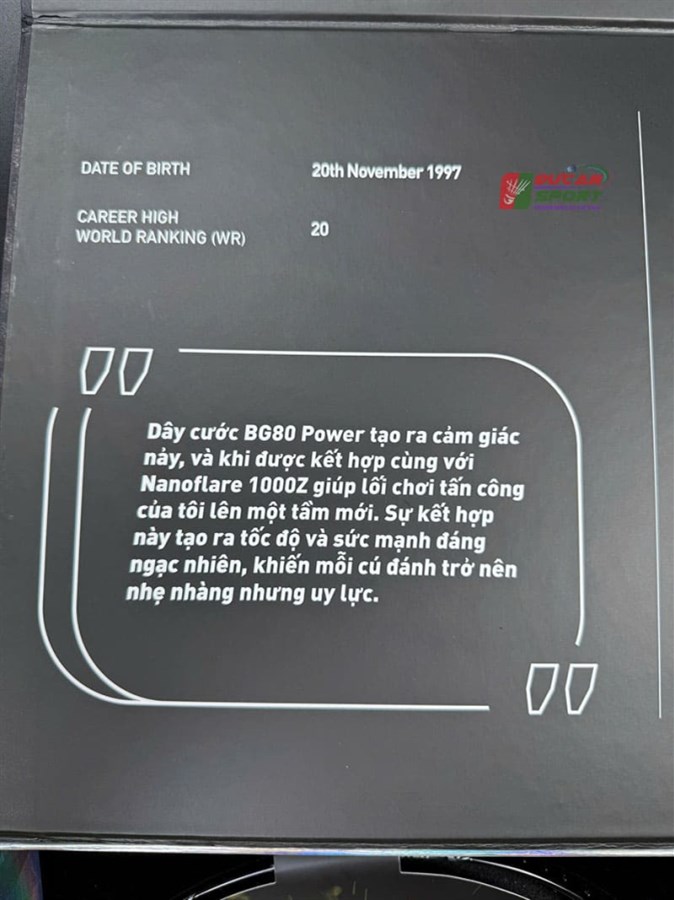 DATE OF BIRTH 20th November 1997
CAREER HIGH
WORLD RANKING (WR) 20
SPORT
Dây cước BG80 Power tạo ra cảm giác
nảy, và khi được kết hợp cùng với
Nanoflare 1000Z giúp lối chơi tấn công
của tôi lên một tầm mới. Sự kết hợp
này tạo ra tốc độ và sức mạnh đáng
ngạc nhiên, khiến mỗi cú đánh trở nên
nhẹ nhàng nhưng uy lực.